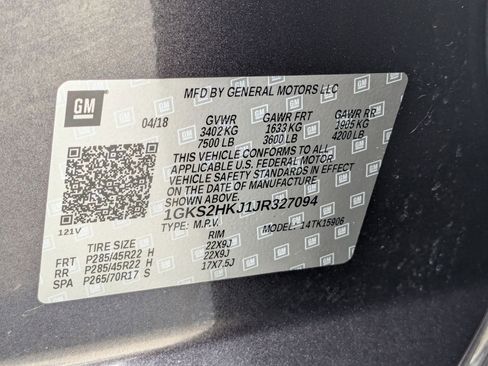 GM
MFD BY GENERAL MOTORS LLC
04/18 GVWR GAWR FRT GAWR RR
3402 KG 1633 KG 1905 KG
7500 LB 3600 LB 4200 LB
THIS VEHICLE CONFORMS TO ALL
APPLICABLE U.S. FEDERAL MOTOR
VEHICLE SAFETY STANDARDS IN EFFECT
ON THE DATE OF MANUFACTURE
SHOWN ABOVE.
1GKS2HKJ1JR327094
TYPE: M.P.V. MODEL: 14TK15906
121V
TIRE SIZE RIM
FRT P285/45R22 H 22X9J
RR P285/45R22 H 22X9J
SPA P265/70R17 S 17X7.5J